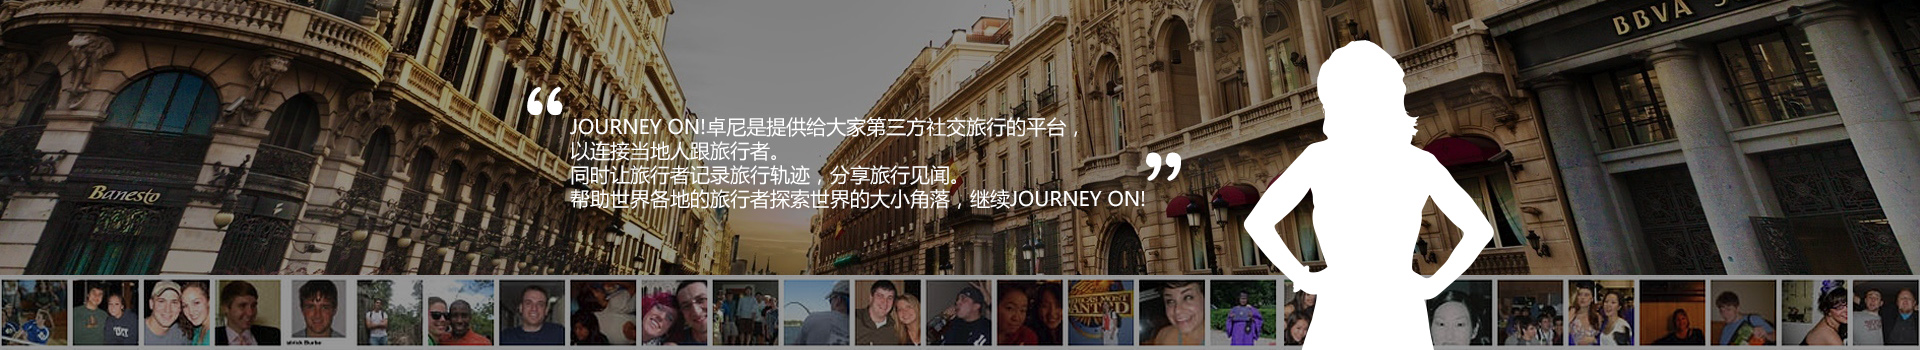 BBVA
“
JOURNEY ON!卓尼是提供给大家第三方社交旅行的平台，
以连接当地人跟旅行者。
同时让旅行者记录旅行轨迹，分享旅行见闻。
帮助世界各地的旅行者探索世界的大小角落，继续JOURNEY ON!
”
Banesto